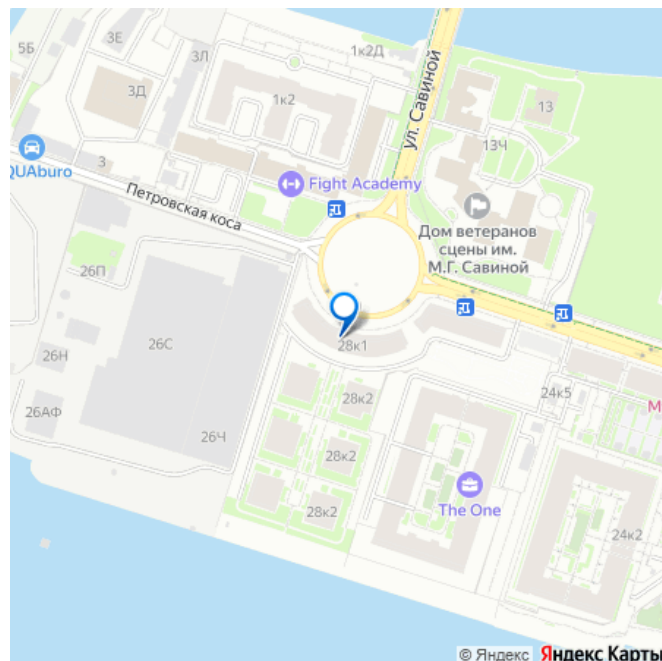 5Б
3Е
3Л
1к2Д
3Д
1к2
ул. Савиной
13
13Ч
QUAburo
3
Fight Academy
Петровская коса
Дом ветеранов
сцены им.
М.Г. Савиной
26П
26С
28к1
26Н
26АФ
28к2
24к5
М
26Ч
28к2
The One
28к2
24к2
© Яндекс Яндекс Карты